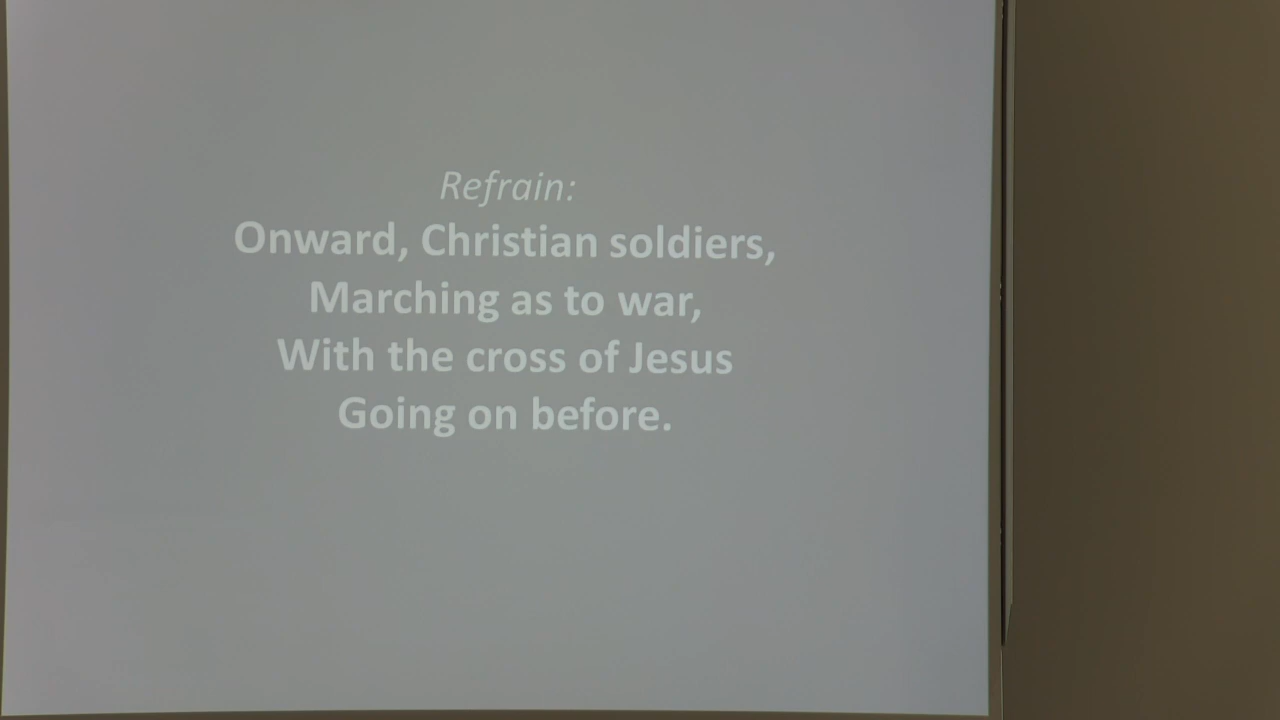 Refrain:
Onward, Christian soldiers,
Marching as to war,
With the cross of Jesus
Going on before.